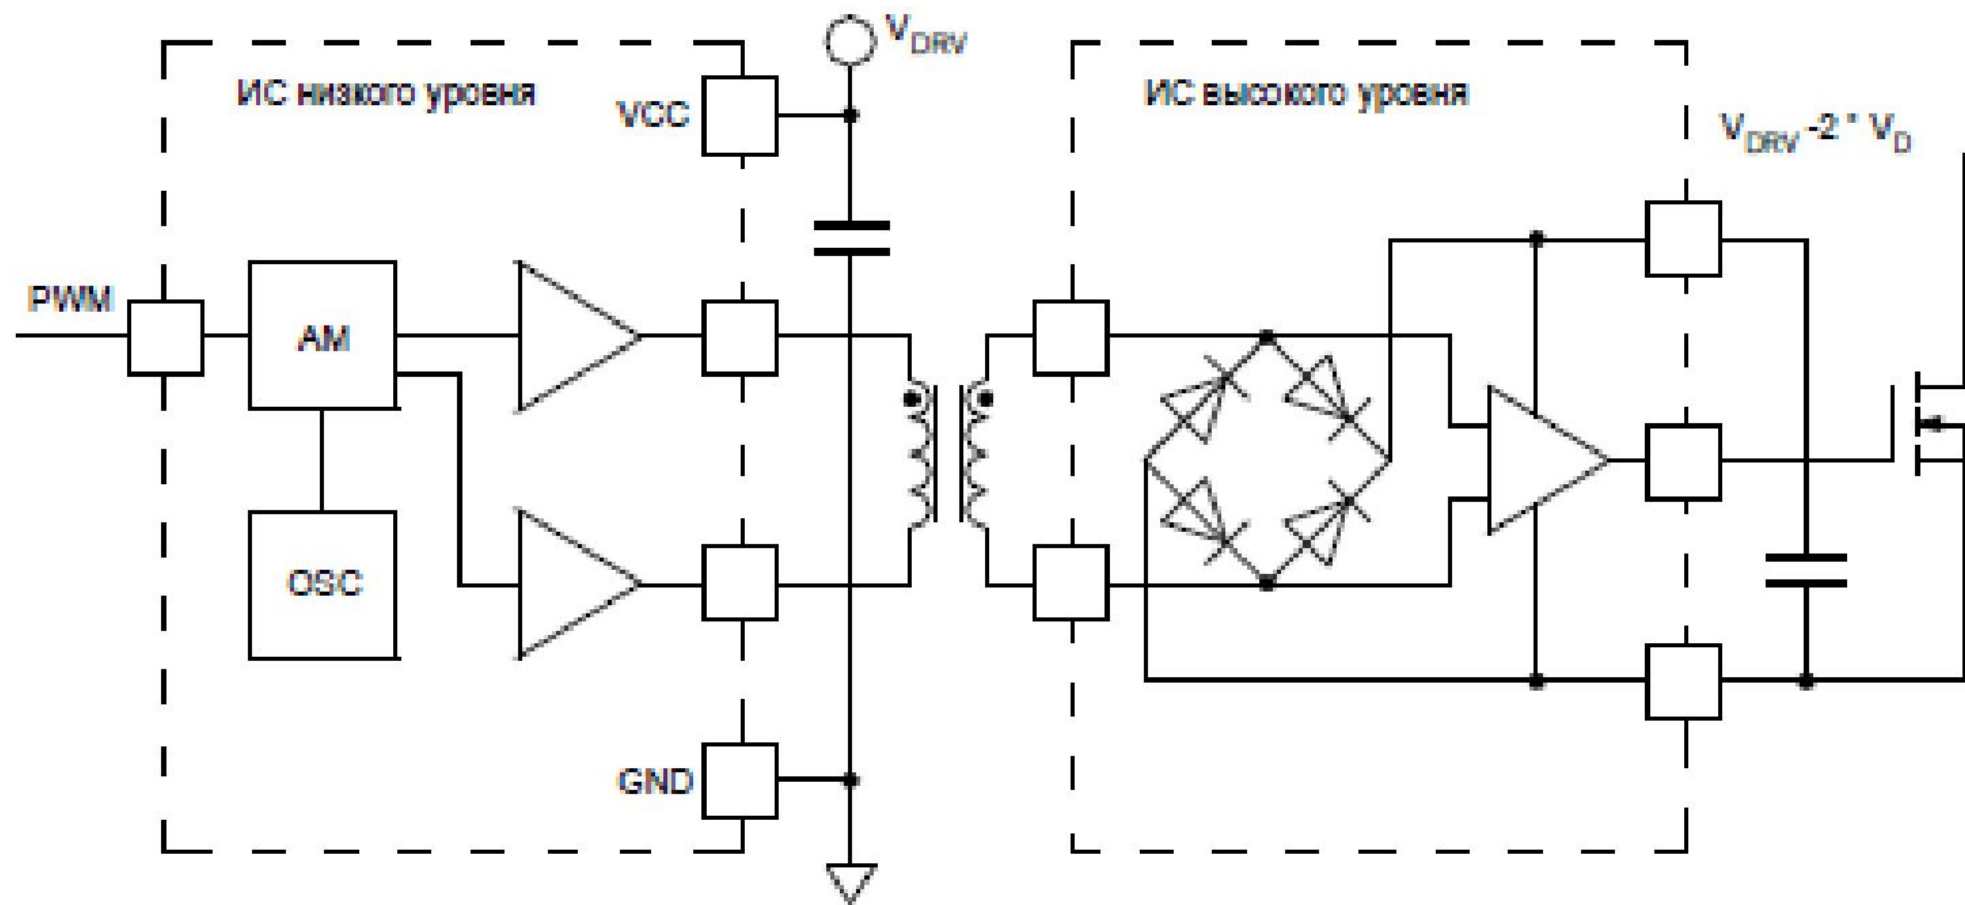 V_DRV
ИС низкого уровня
ИС высокого уровня
VCC
V_DRV -2 * V_D
PWM
AM
OSC
GND